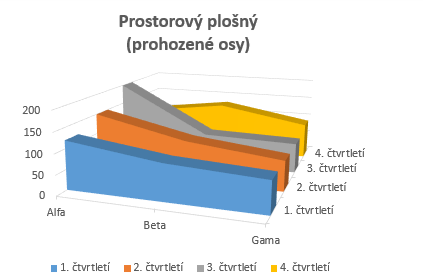 Prostorový plošný
(prohozené osy)
200
150
100
50
0
Alfa
Beta
Gama
4. čtvrtletí
3. čtvrtletí
2. čtvrtletí
1. čtvrtletí
1. čtvrtletí 2. čtvrtletí 3. čtvrtletí 4. čtvrtletí